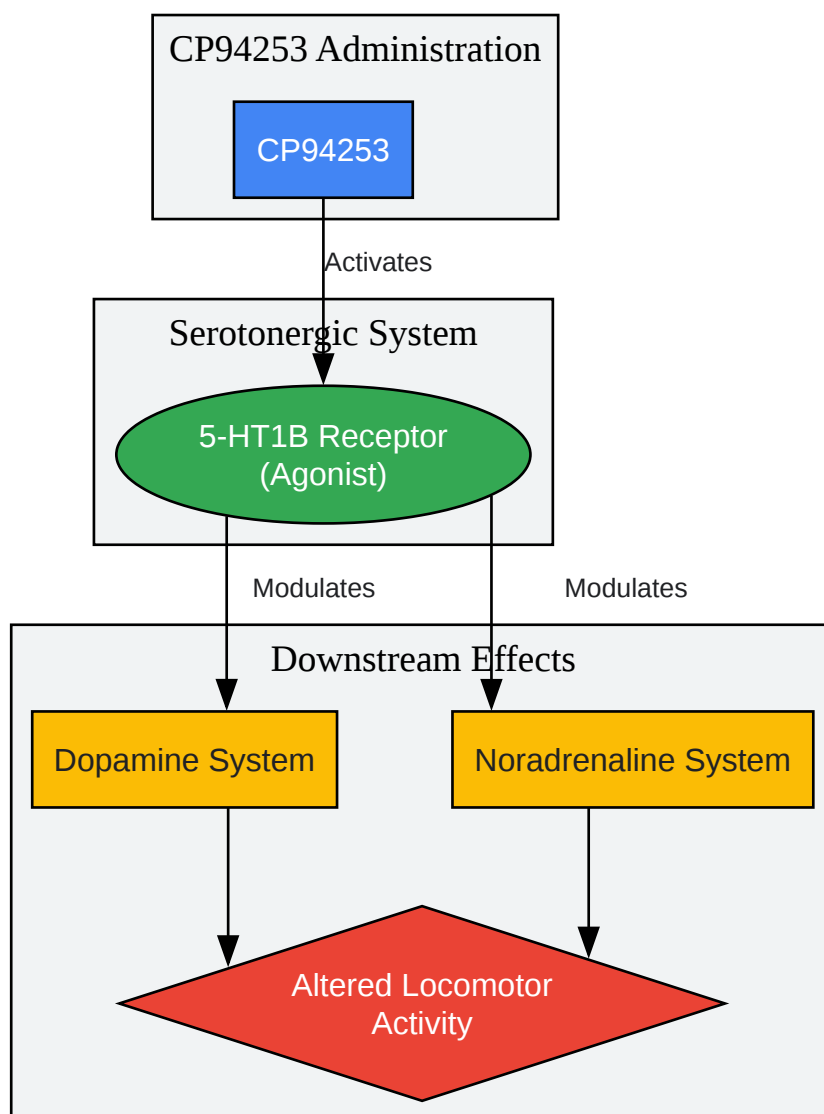 CP94253 Administration
CP94253
Activates
Serotonergic System
5-HT1B Receptor
(Agonist)
Modulates
Modulates
Downstream Effects
Dopamine System
Noradrenaline System
Altered Locomotor
Activity